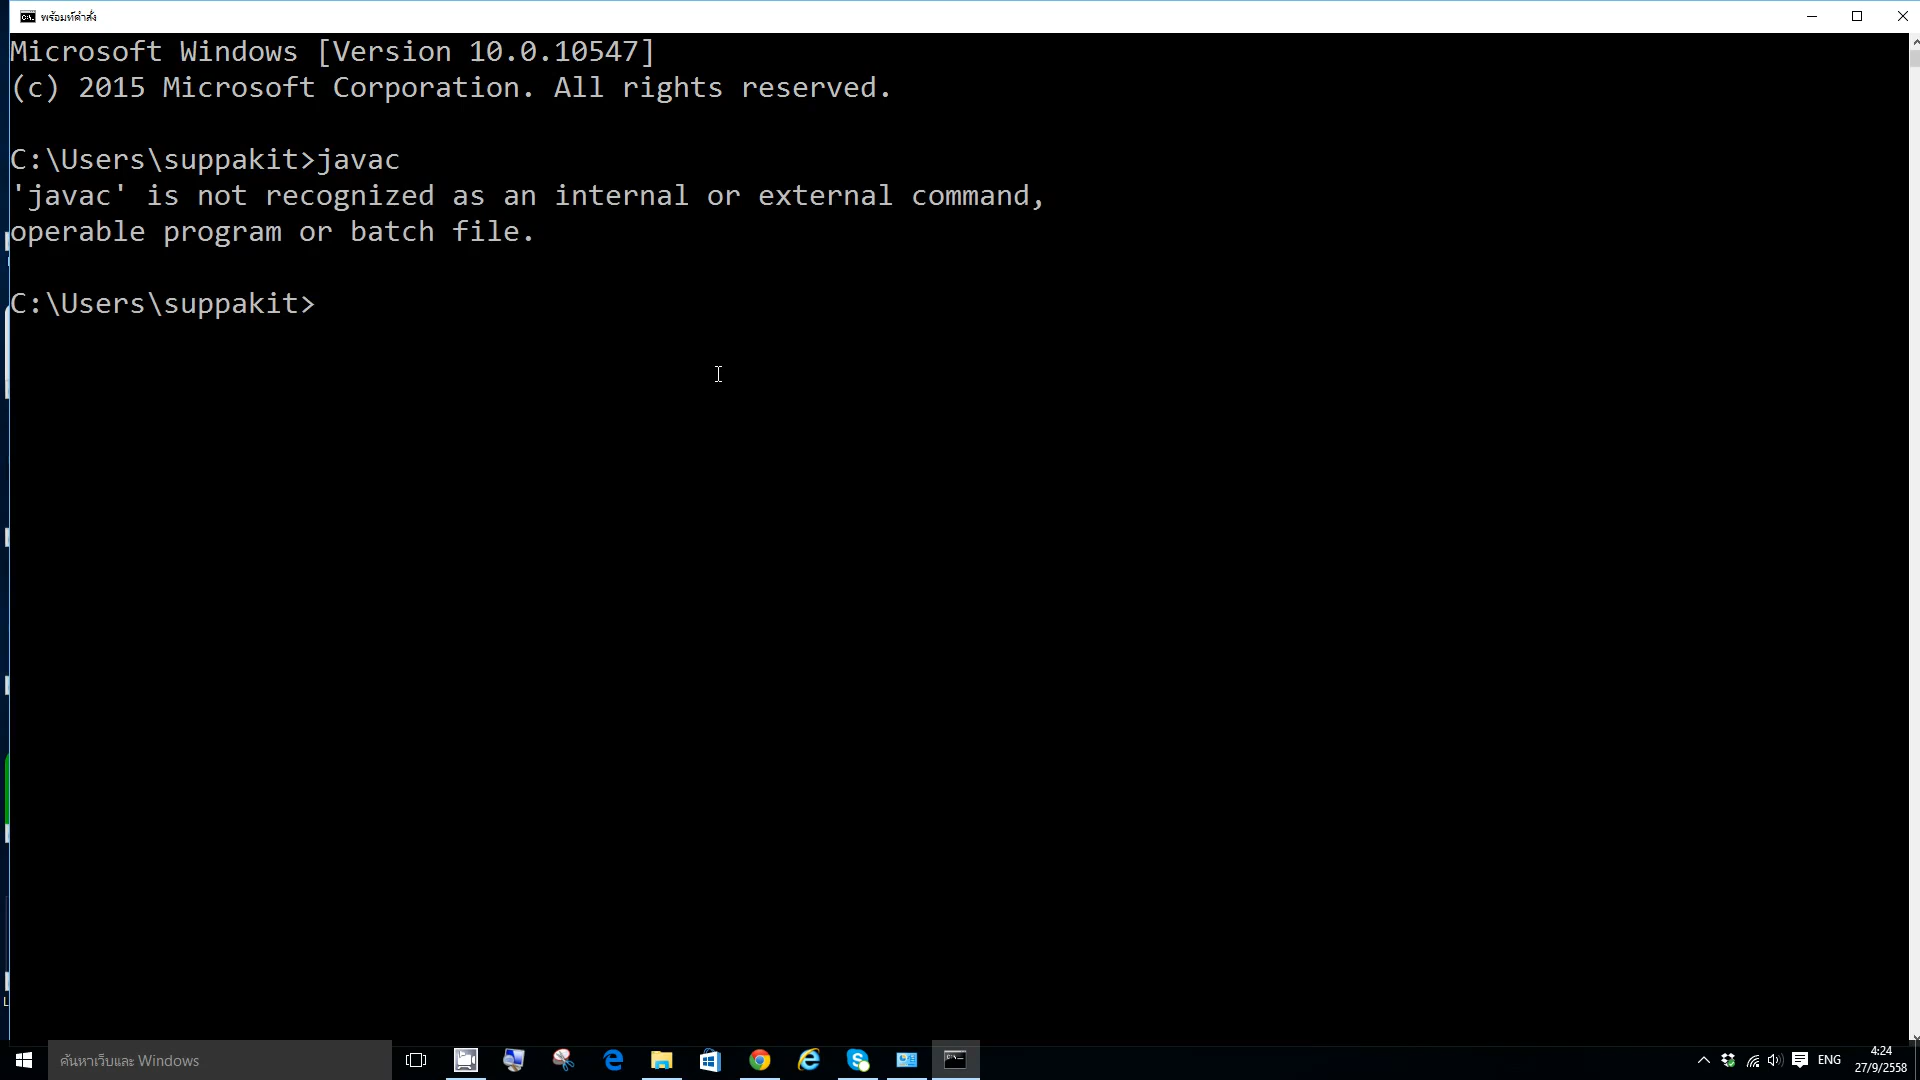 พร้อมท์คำสั่ง
Microsoft Windows [Version 10.0.10547]
(c) 2015 Microsoft Corporation. All rights reserved.
C:\Users\suppakit>javac
'javac' is not recognized as an internal or external command,
operable program or batch file.
C:\Users\suppakit>
ค้นหาเว็บและ Windows
ENG
4:24
27/9/2558